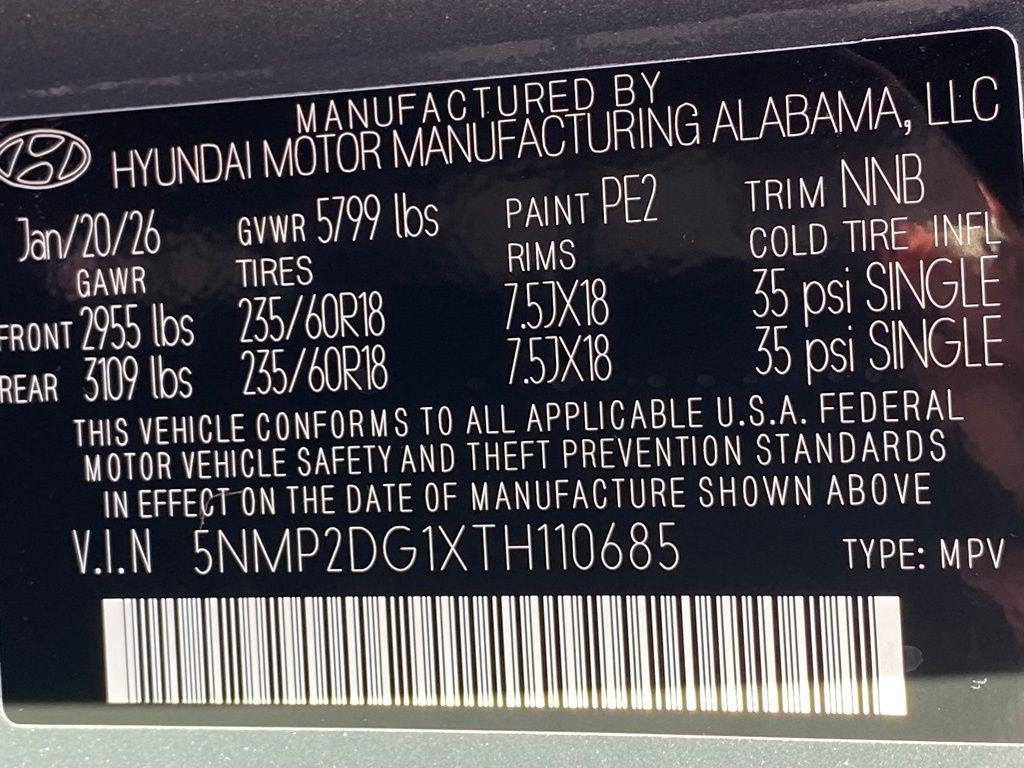 MANUFACTURED BY
HYUNDAI MOTOR MANUFACTURING ALABAMA, LLC
Jan/20/26 GVWR 5799 lbs PAINT PE2 TRIM NNB
GAWR TIRES RIMS COLD TIRE INFL
FRONT 2955 lbs 235/60R18 7.5JX18 35 psi SINGLE
REAR 3109 lbs 235/60R18 7.5JX18 35 psi SINGLE
THIS VEHICLE CONFORMS TO ALL APPLICABLE U.S.A. FEDERAL
MOTOR VEHICLE SAFETY AND THEFT PREVENTION STANDARDS
IN EFFECT ON THE DATE OF MANUFACTURE SHOWN ABOVE
V.I.N 5NMP2DG1XTH110685 TYPE: MPV